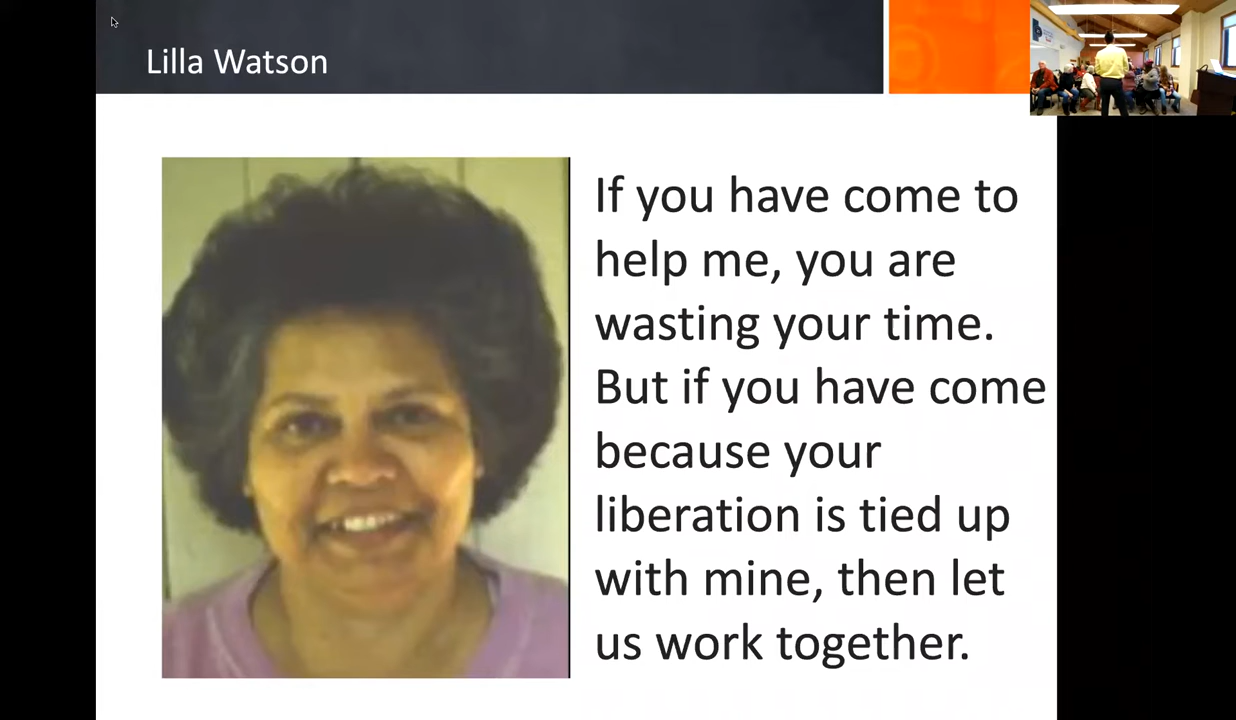 Lilla Watson
If you have come to
help me, you are
wasting your time.
But if you have come
because your
liberation is tied up
with mine, then let
us work together.